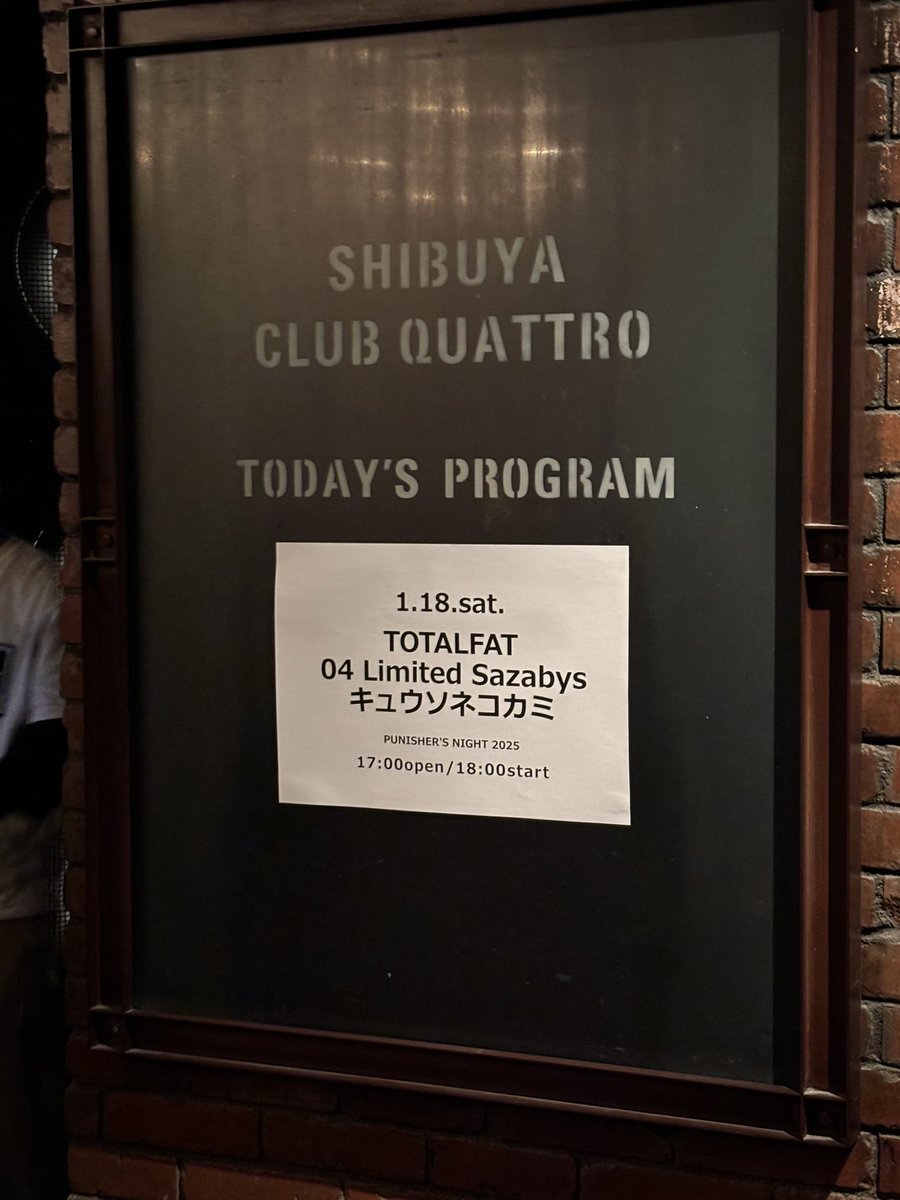 SHIBUYA
CLUB QUATTRO
TODAY'S PROGRAM
1.18.sat.
TOTALFAT
04 Limited Sazabys
キュウソネコカミ
PUNISHER'S NIGHT 2025
17:00open/18:00start